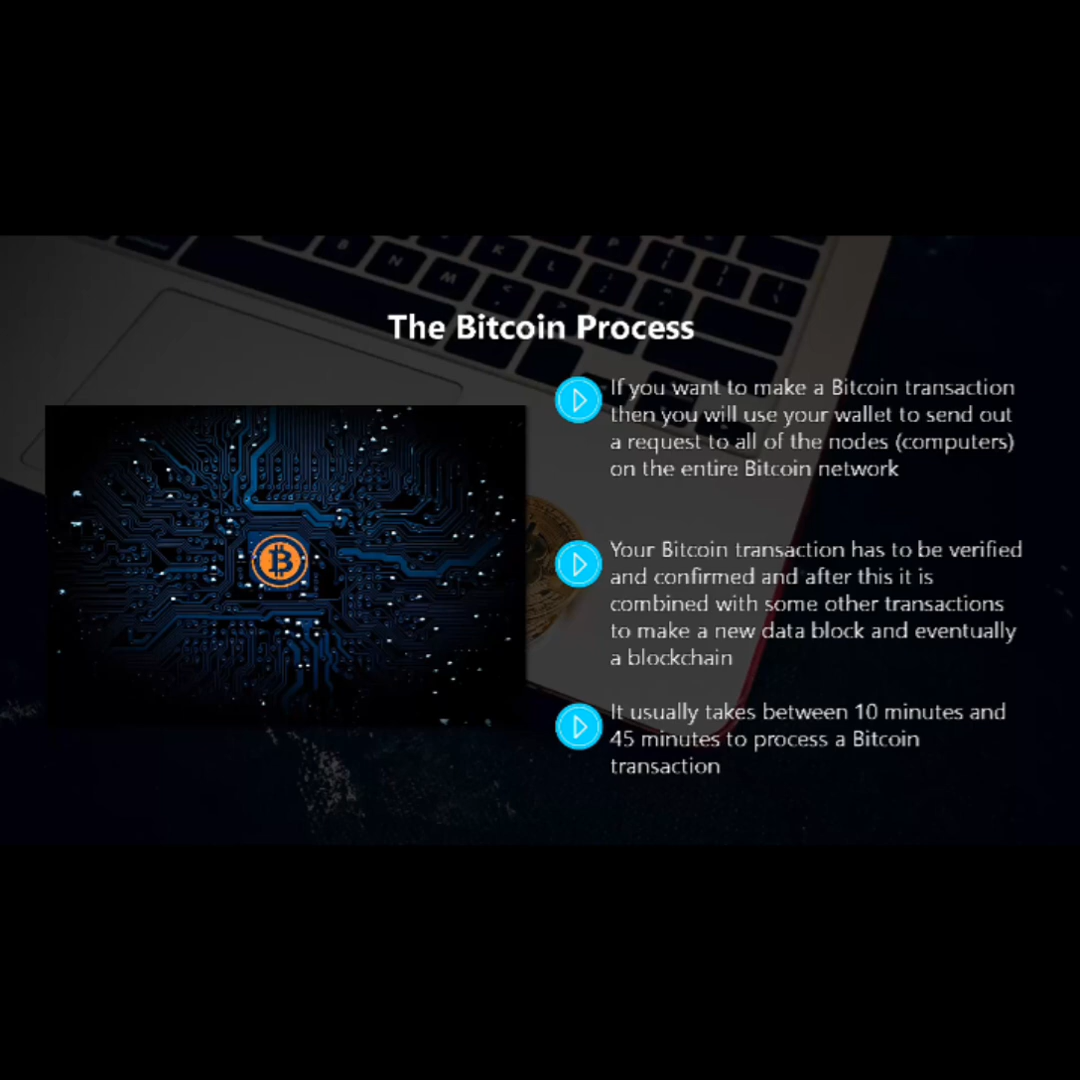 The Bitcoin Process
If you want to make a Bitcoin transaction
then you will use your wallet to send out
a request to all of the nodes (computers)
on the entire Bitcoin network
Your Bitcoin transaction has to be verified
and confirmed and after this it is
combined with some other transactions
to make a new data block and eventually
a blockchain
It usually takes between 10 minutes and
45 minutes to process a Bitcoin
transaction